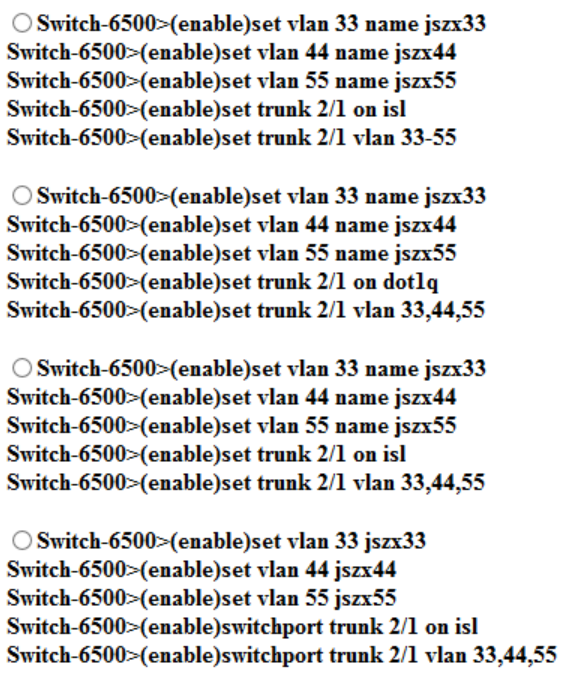 Switch-6500>(enable)set vlan 33 name jszx33
Switch-6500>(enable)set vlan 44 name jszx44
Switch-6500>(enable)set vlan 55 name jszx55
Switch-6500>(enable)set trunk 2/1 on isl
Switch-6500>(enable)set trunk 2/1 vlan 33-55
Switch-6500>(enable)set vlan 33 name jszx33
Switch-6500>(enable)set vlan 44 name jszx44
Switch-6500>(enable)set vlan 55 name jszx55
Switch-6500>(enable)set trunk 2/1 on dot1q
Switch-6500>(enable)set trunk 2/1 vlan 33,44,55
Switch-6500>(enable)set vlan 33 name jszx33
Switch-6500>(enable)set vlan 44 name jszx44
Switch-6500>(enable)set vlan 55 name jszx55
Switch-6500>(enable)set trunk 2/1 on isl
Switch-6500>(enable)set trunk 2/1 vlan 33,44,55
Switch-6500>(enable)set vlan 33 jszx33
Switch-6500>(enable)set vlan 44 jszx44
Switch-6500>(enable)set vlan 55 jszx55
Switch-6500>(enable)switchport trunk 2/1 on isl
Switch-6500>(enable)switchport trunk 2/1 vlan 33,44,55